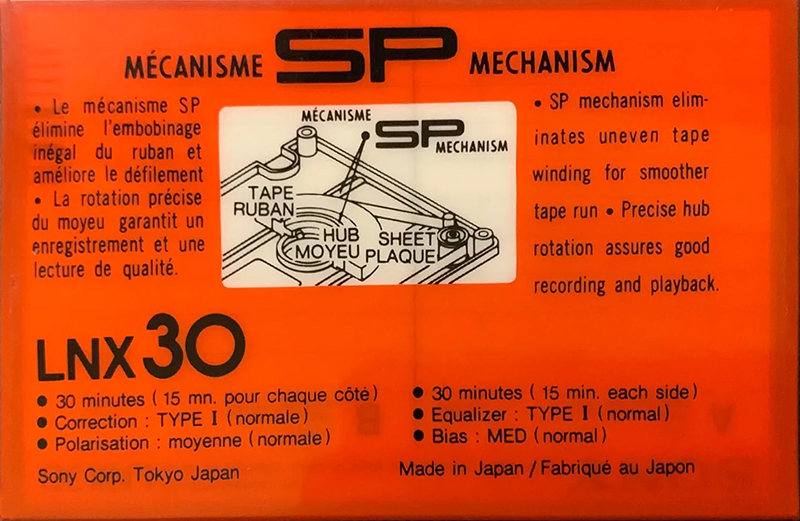 MÉCANISME SP MECHANISM
• Le mécanisme SP
élimine l'embobinage
inégal du ruban et
améliore le défilement
• La rotation précise
du moyeu garantit un
enregistrement et une
lecture de qualité.
MÉCANISME
SP
MECHANISM
TAPE
RUBAN
HUB
MOYEU
SHEET
PLAQUE
• SP mechanism elim-
inates uneven tape
winding for smoother
tape run • Precise hub
rotation assures good
recording and playback.
LNX 30
• 30 minutes ( 15 mn. pour chaque côté)
• Correction : TYPE I (normale)
• Polarisation : moyenne (normale)
Sony Corp. Tokyo Japan
• 30 minutes ( 15 min. each side)
• Equalizer : TYPE I (normal)
• Bias : MED (normal)
Made in Japan / Fabriqué au Japon